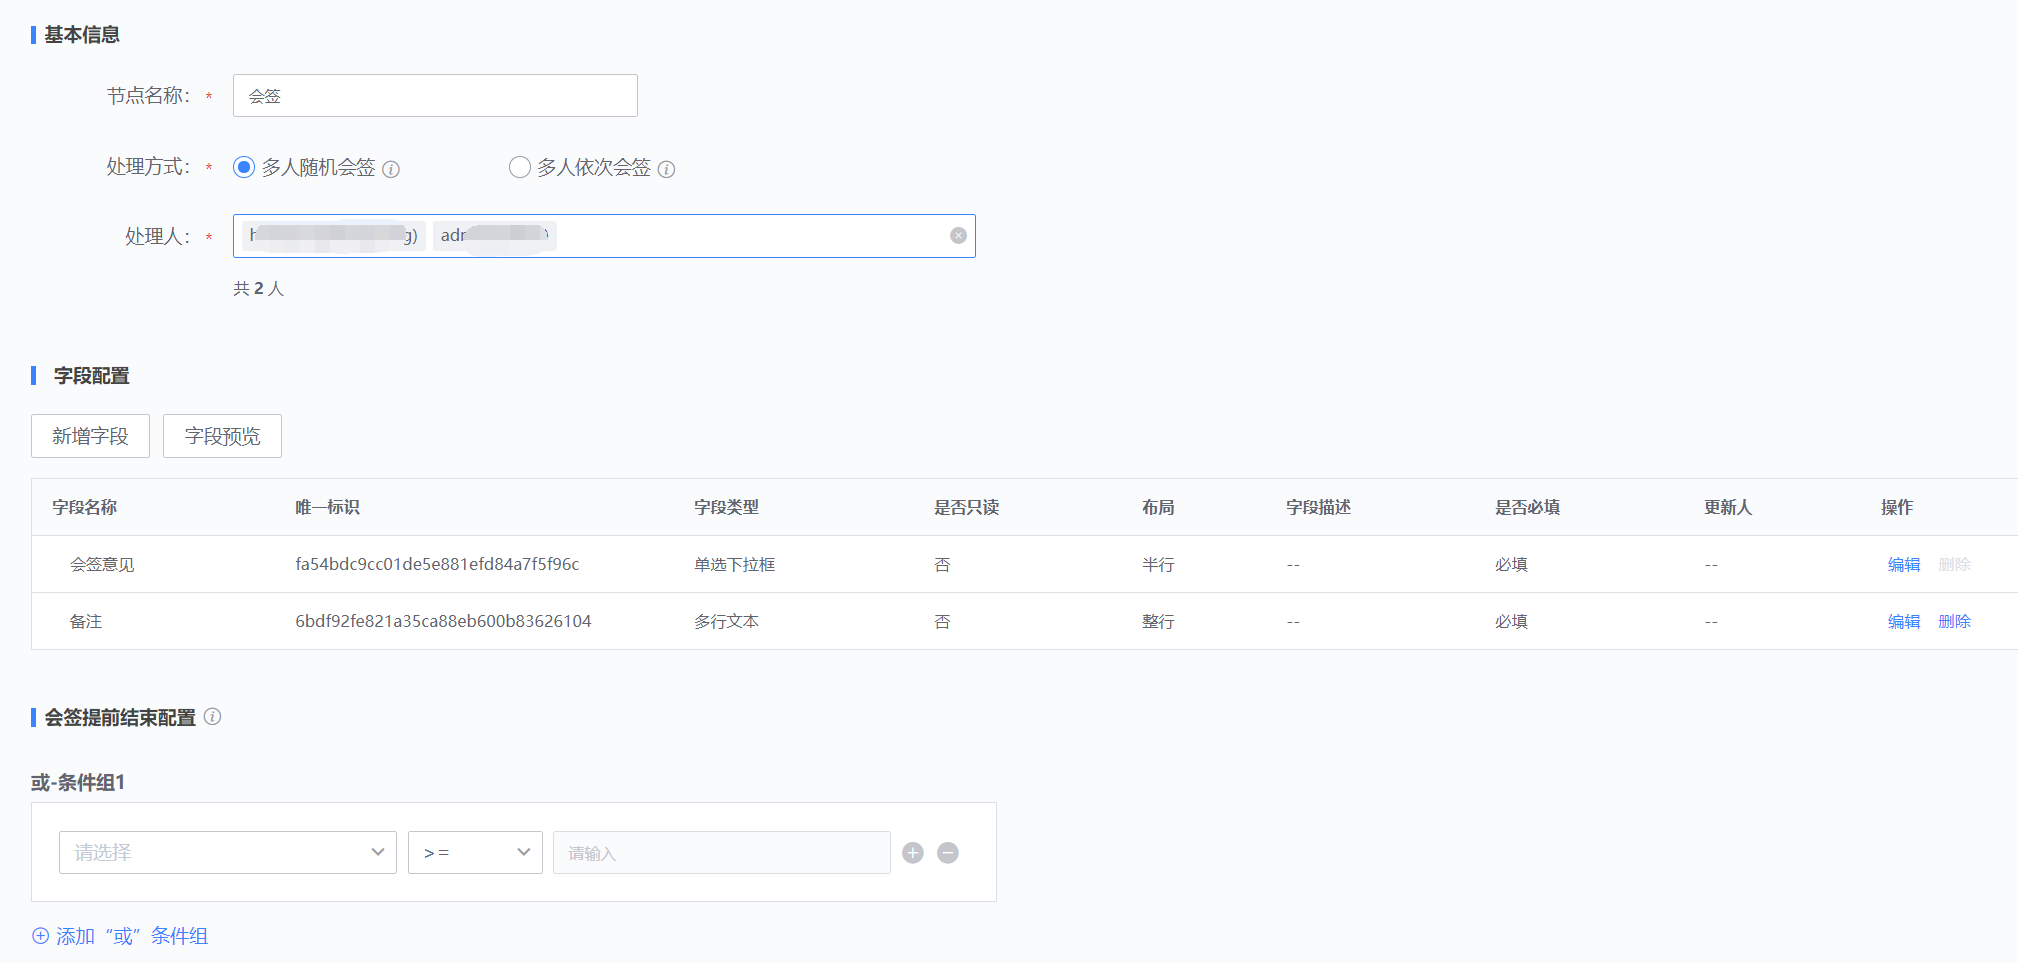 基本信息
节点名称： * 会签
处理方式： * 多人随机会签 多人依次会签
处理人： * g) adr
共 2 人
字段配置
新增字段 字段预览
字段名称 唯一标识 字段类型 是否只读 布局 字段描述 是否必填 更新人 操作
会签意见 fa54bdc9cc01de5e881efd84a7f5f96c 单选下拉框 否 半行 -- 必填 -- 编辑 删除
备注 6bdf92fe821a35ca88eb600b83626104 多行文本 否 整行 -- 必填 -- 编辑 删除
会签提前结束配置
或-条件组1
请选择 >= 请输入
添加“或”条件组